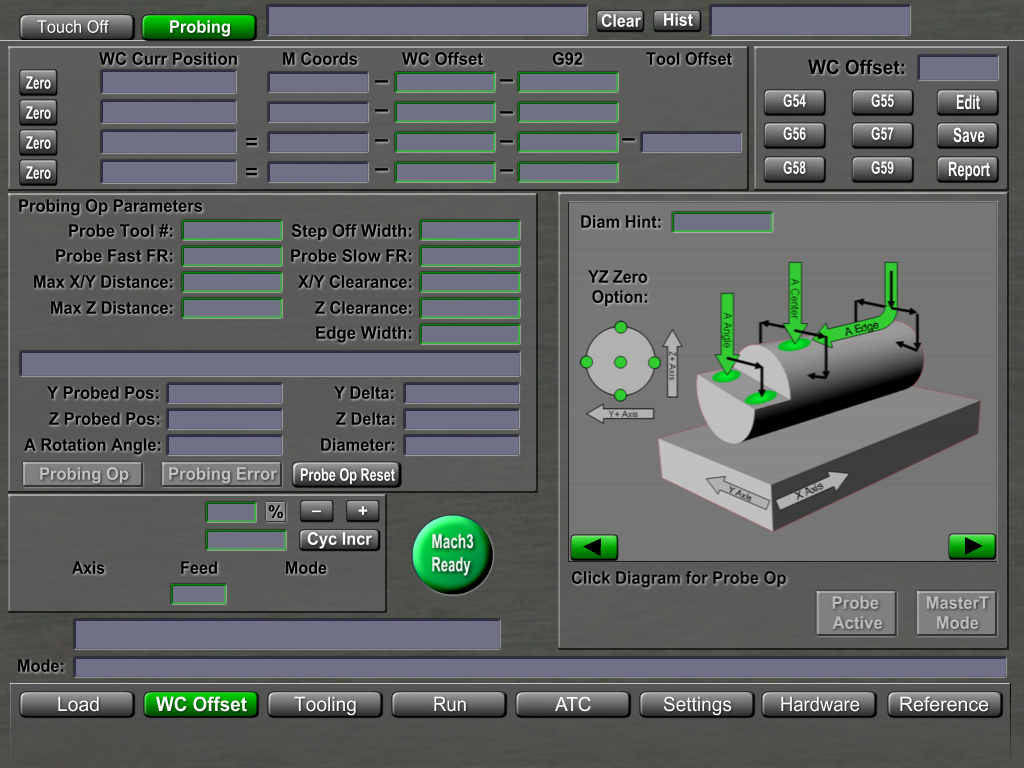 Touch Off
Probing
Clear
Hist
WC Curr Position
M Coords
WC Offset
G92
Tool Offset
Zero
–
–
Zero
–
–
Zero
=
–
–
–
Zero
=
–
–
WC Offset:
G54
G55
Edit
G56
G57
Save
G58
G59
Report
Probing Op Parameters
Probe Tool #:
Step Off Width:
Probe Fast FR:
Probe Slow FR:
Max X/Y Distance:
X/Y Clearance:
Max Z Distance:
Z Clearance:
Edge Width:
Y Probed Pos:
Y Delta:
Z Probed Pos:
Z Delta:
A Rotation Angle:
Diameter:
Probing Op
Probing Error
Probe Op Reset
Diam Hint:
YZ Zero
Option:
Z+ Axis
Y+ Axis
A Angle
A Center
A Edge
Y Axis
X Axis
Click Diagram for Probe Op
Probe
Active
MasterT
Mode
%
–
+
Cyc Incr
Axis
Feed
Mode
Mach3
Ready
Mode:
Load
WC Offset
Tooling
Run
ATC
Settings
Hardware
Reference